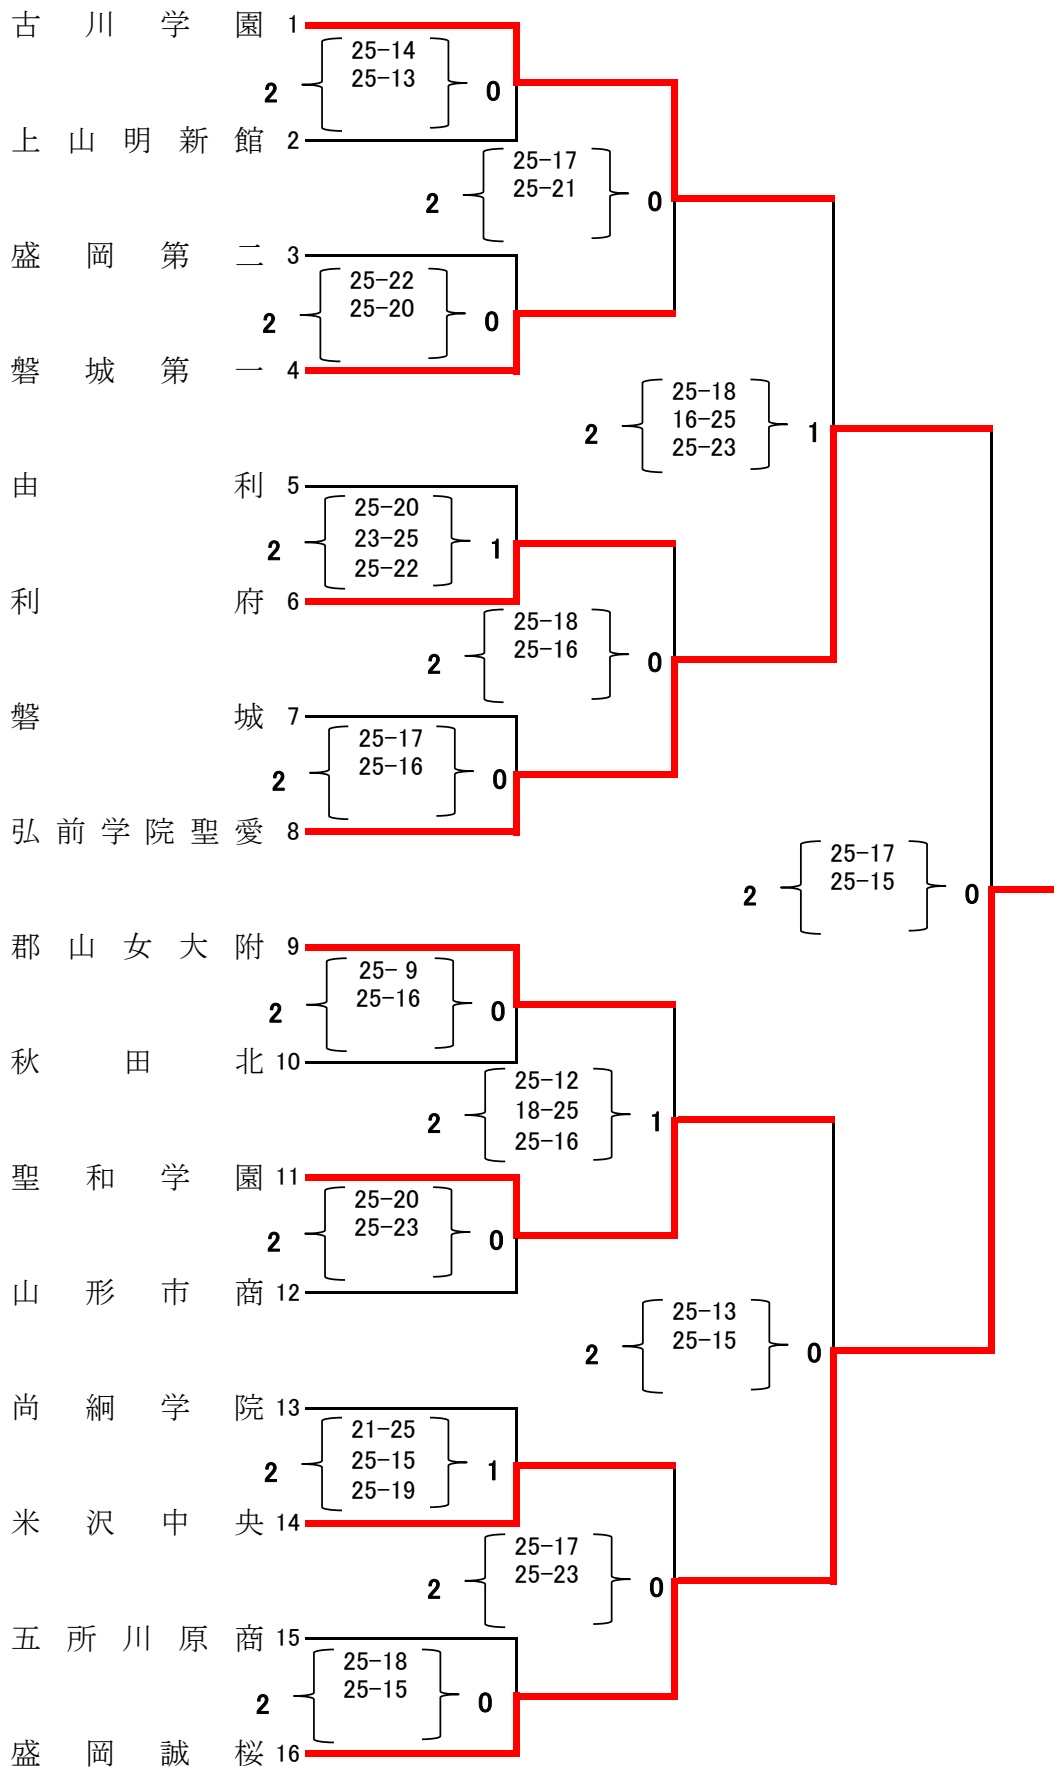 古川学園 1
25-14
2 25-13 0
上山明新館 2
25-17
2 25-21 0
盛岡第二 3
25-22
2 25-20 0
磐城第一 4
25-18
2 16-25 1
25-23
由利 5
25-20
2 23-25 1
25-22
利府 6
25-18
2 25-16 0
磐城 7
25-17
2 25-16 0
弘前学院聖愛 8
25-17
2 25-15 0
郡山女大附 9
25- 9
2 25-16 0
秋田北 10
25-12
2 18-25 1
25-16
聖和学園 11
25-20
2 25-23 0
山形市商 12
25-13
2 25-15 0
尚絅学院 13
21-25
2 25-15 1
25-19
米沢中央 14
25-17
2 25-23 0
五所川原商 15
25-18
2 25-15 0
盛岡誠桜 16